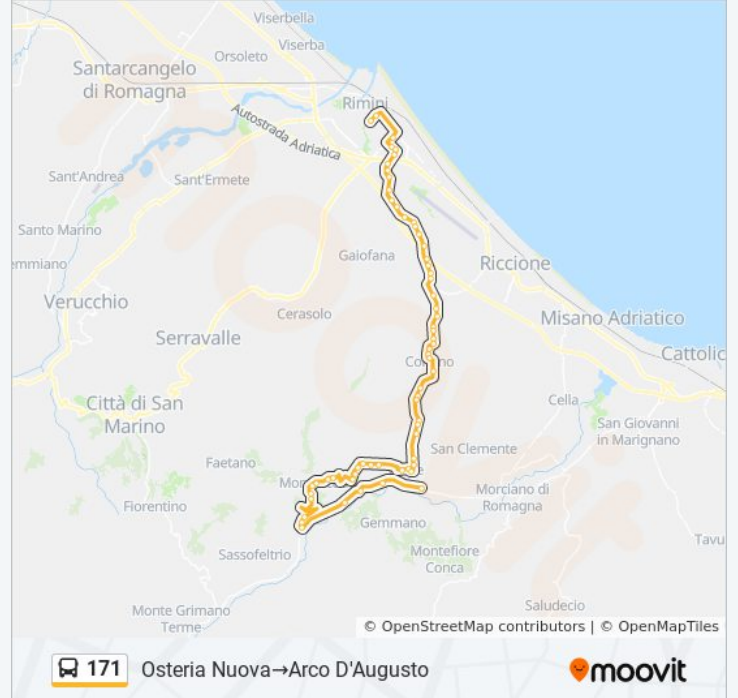 Viserbella
Viserba
Orsoleto
Santarcangelo
di Romagna
Rimini
Autostrada Adriatica
Sant'Andrea
Sant'Ermete
Santo Marino
emmiano
Gaiofana
Riccione
Verucchio
Cerasolo
Misano Adriatico
Serravalle
Cattolic
Co
no
Città di San
Marino
Cella
San Giovanni
in Marignano
San Clemente
Faetano
Mon
e
Morciano di
Romagna
Fiorentino
Gemmano
Tavu
Sassofeltrio
Montefiore
Conca
Monte Grimano
Terme
Saludecio
© OpenStreetMap contributors | © OpenMapTiles
171 Osteria Nuova→Arco D'Augusto
moovit